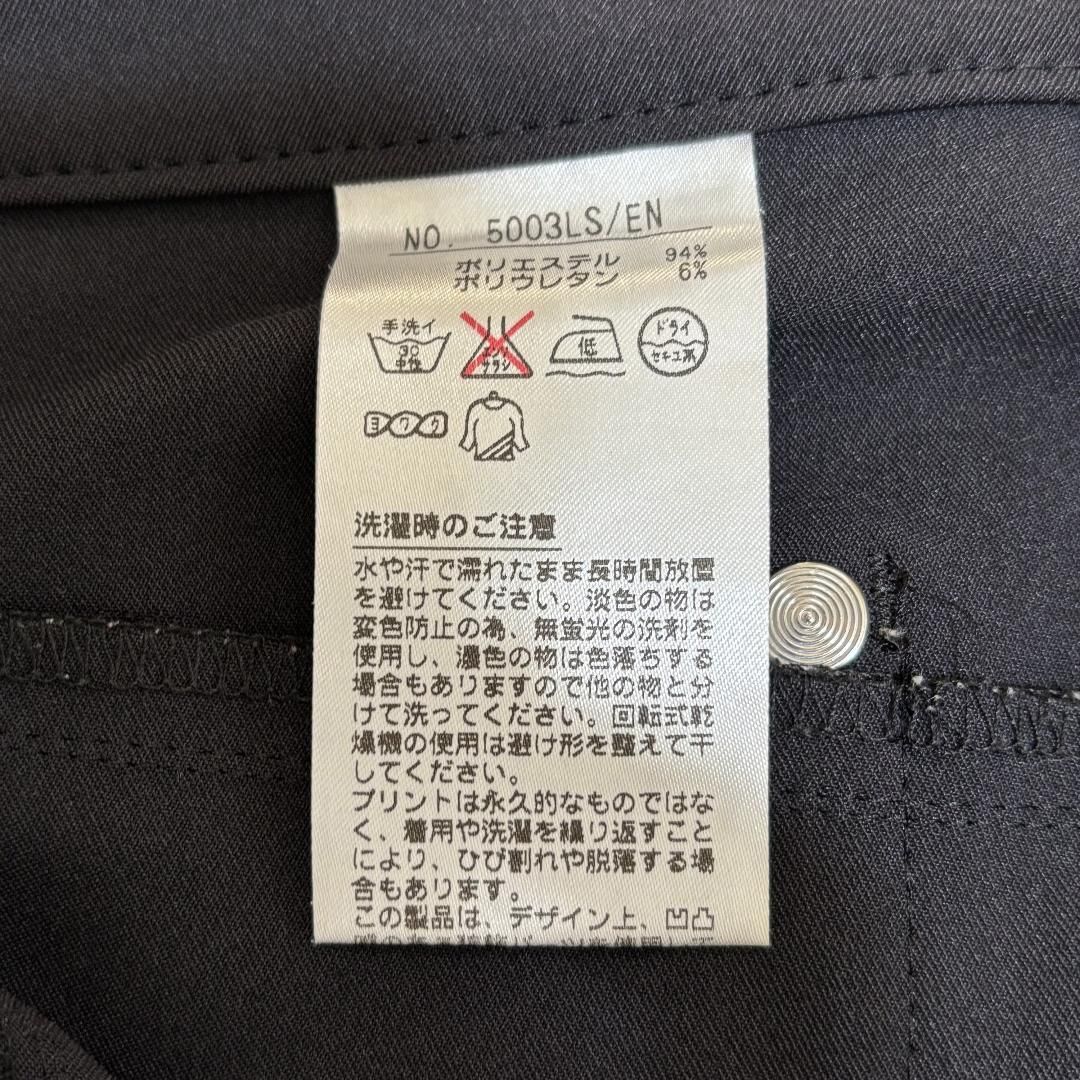 NO. 5003LS/EN
ポリエステル 94%
ポリウレタン 6%
手洗イ
30
中性
エンソ
サラシ
低
ドライ
セキユ系
ヨワク
洗濯時のご注意
水や汗で濡れたまま長時間放置
を避けてください。淡色の物は
変色防止の為、無蛍光の洗剤を
使用し、濃色の物は色落ちする
場合もありますので他の物と分
けて洗ってください。回転式乾
燥機の使用は避け形を整えて干
してください。
プリントは永久的なものではな
く、着用や洗濯を繰り返すこと
により、ひび割れや脱落する場
合もあります。
この製品は、デザイン上、凹凸